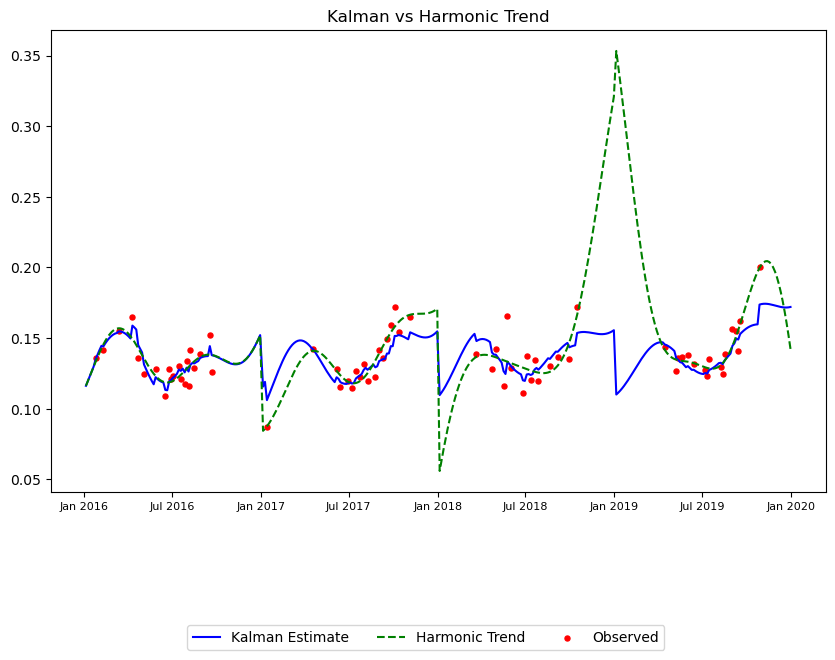 Kalman vs Harmonic Trend
0.35
0.30
0.25
0.20
0.15
0.10
0.05
Jan 2016 Jul 2016 Jan 2017 Jul 2017 Jan 2018 Jul 2018 Jan 2019 Jul 2019 Jan 2020
Kalman Estimate Harmonic Trend Observed